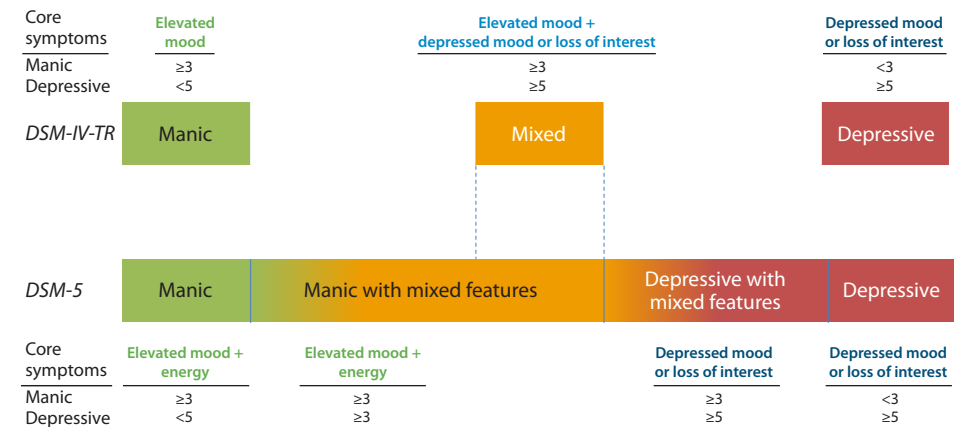 Core symptoms
Elevated mood
Elevated mood + depressed mood or loss of interest
Depressed mood or loss of interest
Manic ≥3 ≥3 <3
Depressive <5 ≥5 ≥5
DSM-IV-TR Manic Mixed Depressive
DSM-5 Manic Manic with mixed features Depressive with mixed features Depressive
Core symptoms
Elevated mood + energy
Elevated mood + energy
Depressed mood or loss of interest
Depressed mood or loss of interest
Manic ≥3 ≥3 ≥3 <3
Depressive <5 ≥3 ≥5 ≥5